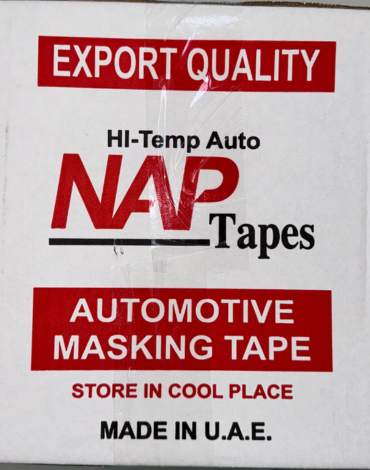 EXPORT QUALITY
HI-Temp Auto
NAP
Tapes
AUTOMOTIVE
MASKING TAPE
STORE IN COOL PLACE
MADE IN U.A.E.